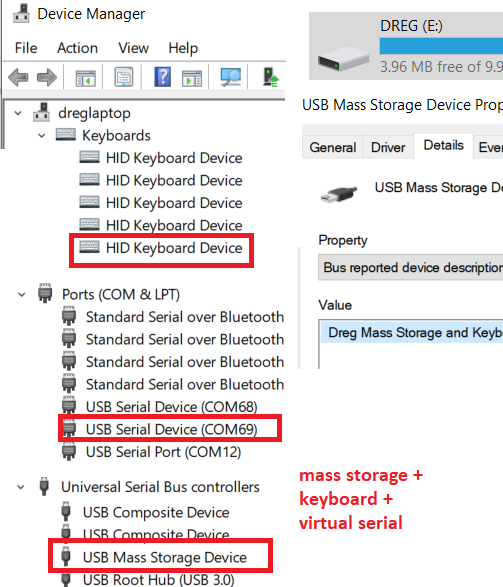 Device Manager
File Action View Help
dreglaptop
Keyboards
HID Keyboard Device
HID Keyboard Device
HID Keyboard Device
HID Keyboard Device
HID Keyboard Device
Ports (COM & LPT)
Standard Serial over Bluetooth
Standard Serial over Bluetooth
Standard Serial over Bluetooth
Standard Serial over Bluetooth
USB Serial Device (COM68)
USB Serial Device (COM69)
USB Serial Port (COM12)
Universal Serial Bus controllers
USB Composite Device
USB Composite Device
USB Mass Storage Device
USB Root Hub (USB 3.0)
DREG (E:)
3.96 MB free of 9.9
USB Mass Storage Device Prop
General Driver Details Even
USB Mass Storage De
Property
Bus reported device description
Value
Dreg Mass Storage and Keyb
mass storage +
keyboard +
virtual serial